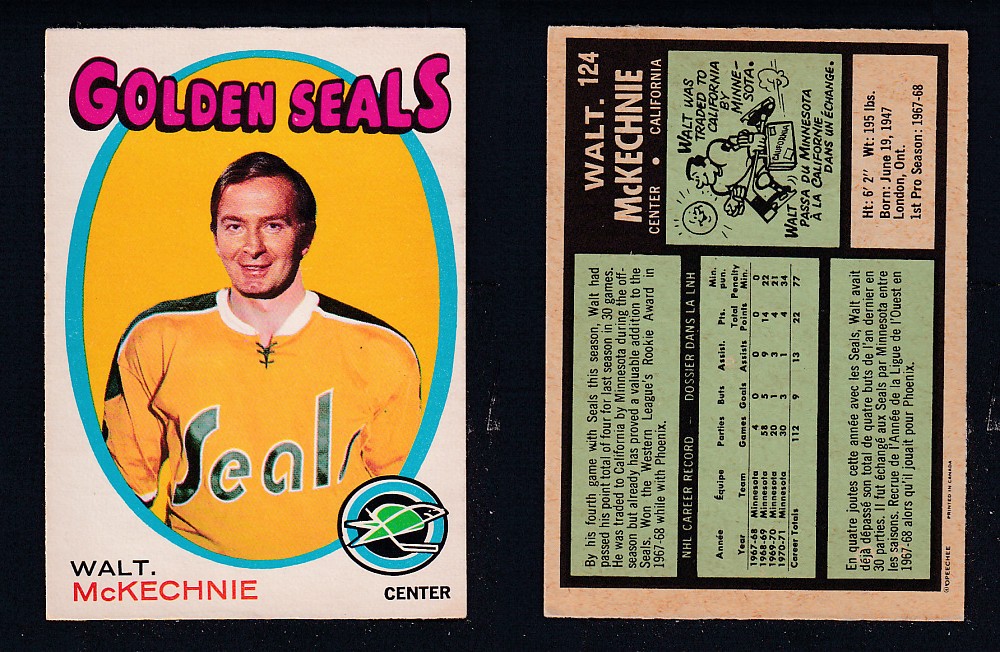 GOLDEN SEALS
Seals
WALT.
McKECHNIE
CENTER
WALT. 124
McKECHNIE
CENTER • CALIFORNIA
WALT WAS
TRADED TO
CALIFORNIA
BY
MINNE-
SOTA.
CALIFORNIA
WALT
PASSA DU MINNESOTA
À LA CALIFORNIE
DANS UN ÉCHANGE.
Ht: 6' 2" Wt: 195 lbs.
Born: June 19, 1947
London, Ont.
1st Pro Season: 1967-68
By his fourth game with Seals this season, Walt had
passed his point total of four for last season in 30 games.
He was traded to California by Minnesota during the off-
season but already has proved a valuable addition to the
Seals. Won the Western League's Rookie Award in
1967-68 while with Phoenix.
NHL CAREER RECORD — DOSSIER DANS LA LNH
Année Équipe Parties Buts Assist. Pts. Min. pun.
Year Team Games Goals Assists Total Points Penalty Min.
1967-68 Minnesota 4 0 0 0 0
1968-69 Minnesota 58 5 9 14 22
1969-70 Minnesota 20 1 3 4 21
1970-71 Minnesota 30 3 1 4 34
Career Totals 112 9 13 22 77
En quatre joutes cette année avec les Seals, Walt avait
déjà dépassé son total de quatre buts de l'an dernier en
30 parties. Il fut échangé aux Seals par Minnesota entre
les saisons. Recrue de l'Année de la Ligue de l'Ouest en
1967-68 alors qu'il jouait pour Phoenix.
©OPEECHEE PRINTED IN CANADA